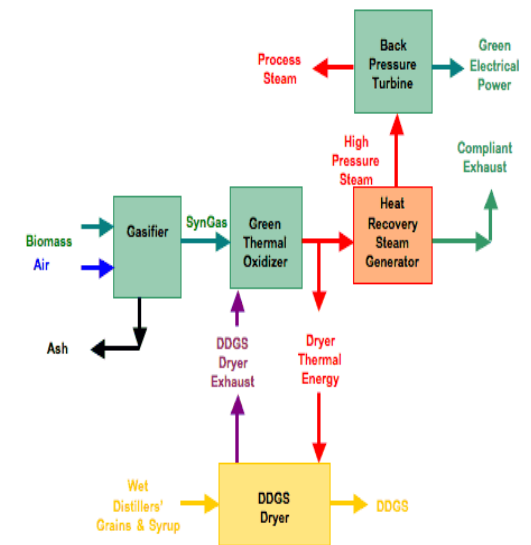 Back
Pressure
Turbine
Process
Steam
Green
Electrical
Power
High
Pressure
Steam
Compliant
Exhaust
Heat
Recovery
Steam
Generator
Gasifier
SynGas
Green
Thermal
Oxidizer
Biomass
Air
Ash
DDGS
Dryer
Exhaust
Dryer
Thermal
Energy
Wet
Distillers'
Grains & Syrup
DDGS
Dryer
DDGS